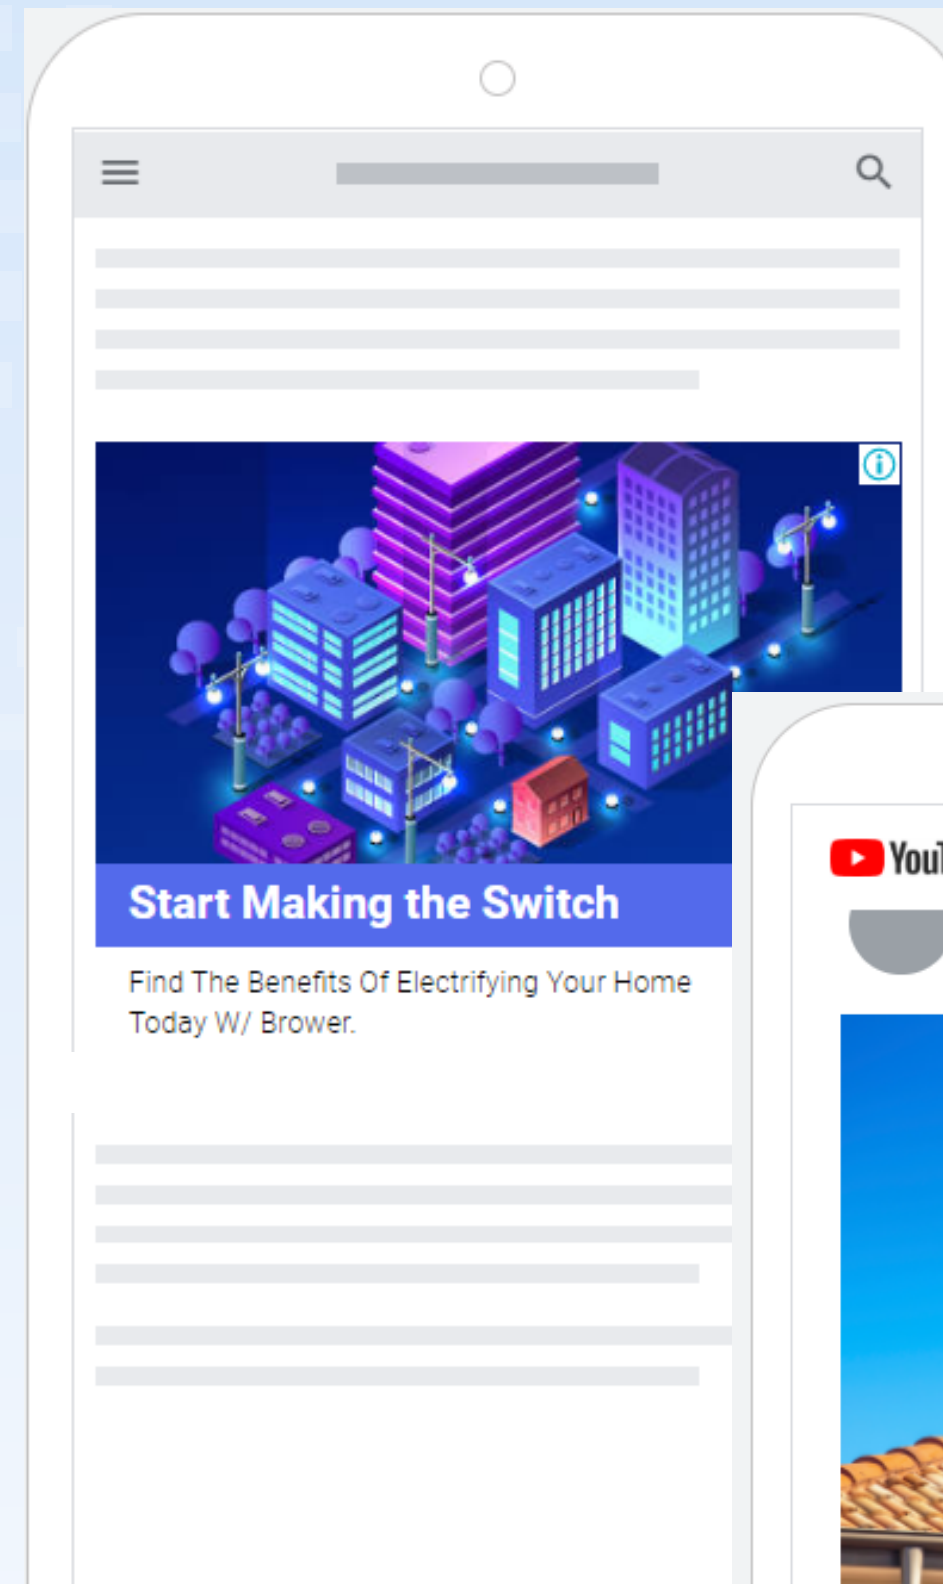 Start Making the Switch
Find The Benefits Of Electrifying Your Home
Today W/ Brower.